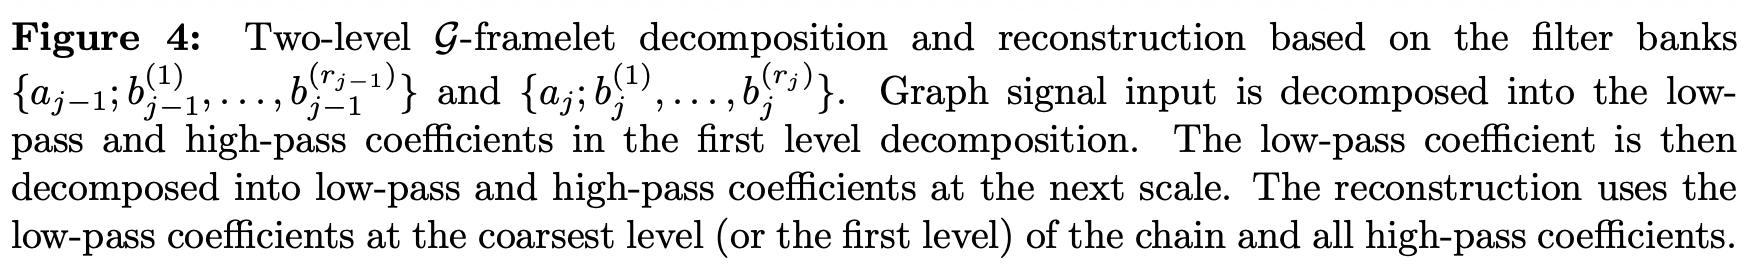 Figure 4: Two-level $\mathcal{G}$-framelet decomposition and reconstruction based on the filter banks
$\{a_{j-1}; b_{j-1}^{(1)}, \ldots, b_{j-1}^{(r_{j-1})}\}$ and $\{a_j; b_j^{(1)}, \ldots, b_j^{(r_j)}\}$. Graph signal input is decomposed into the low-
pass and high-pass coefficients in the first level decomposition. The low-pass coefficient is then
decomposed into low-pass and high-pass coefficients at the next scale. The reconstruction uses the
low-pass coefficients at the coarsest level (or the first level) of the chain and all high-pass coefficients.